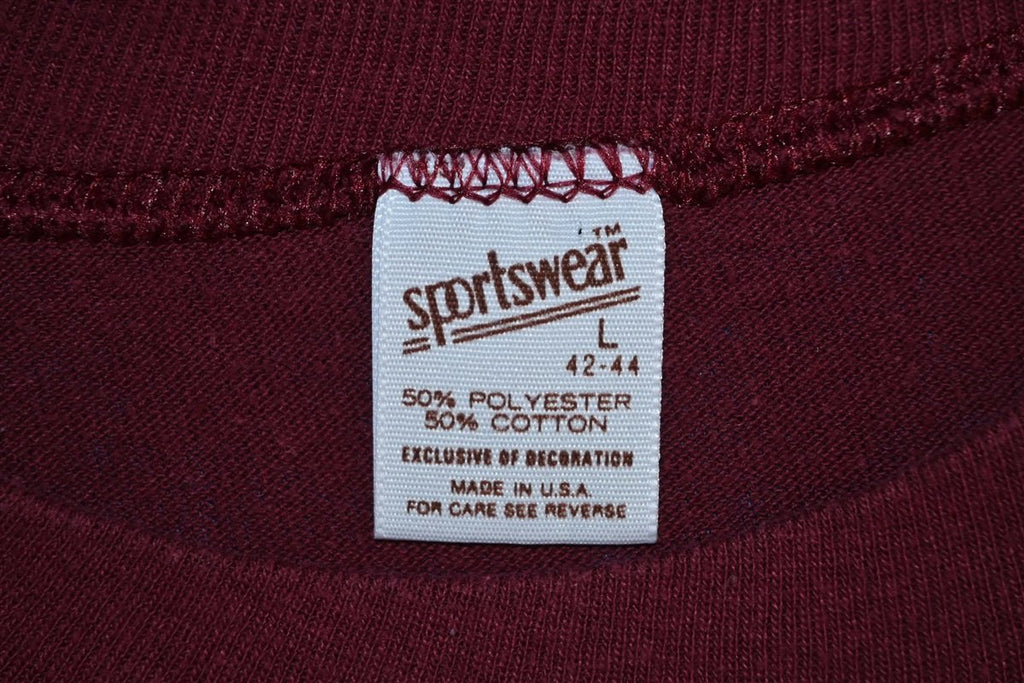 sportswear™
L
42-44
50% POLYESTER
50% COTTON
EXCLUSIVE OF DECORATION
MADE IN U.S.A.
FOR CARE SEE REVERSE